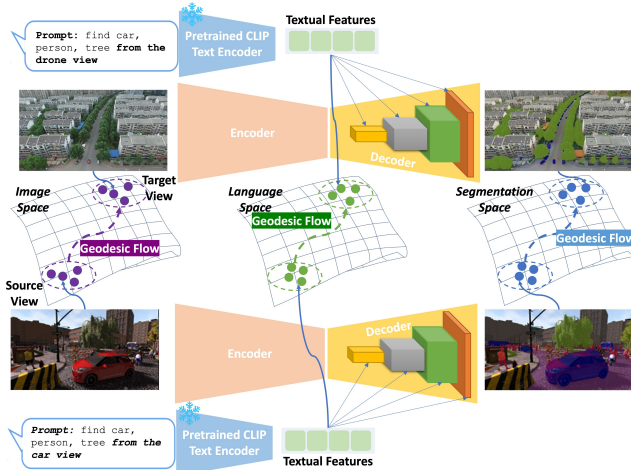 Prompt: find car,
person, tree from the
drone view
Pretrained CLIP
Text Encoder
Textual Features
Encoder
Decoder
Image
Space
Target
View
Language
Space
Segmentation
Space
Geodesic Flow
Geodesic Flow
Geodesic Flow
Source
View
Encoder
Decoder
Prompt: find car,
person, tree from the
car view
Pretrained CLIP
Text Encoder
Textual Features